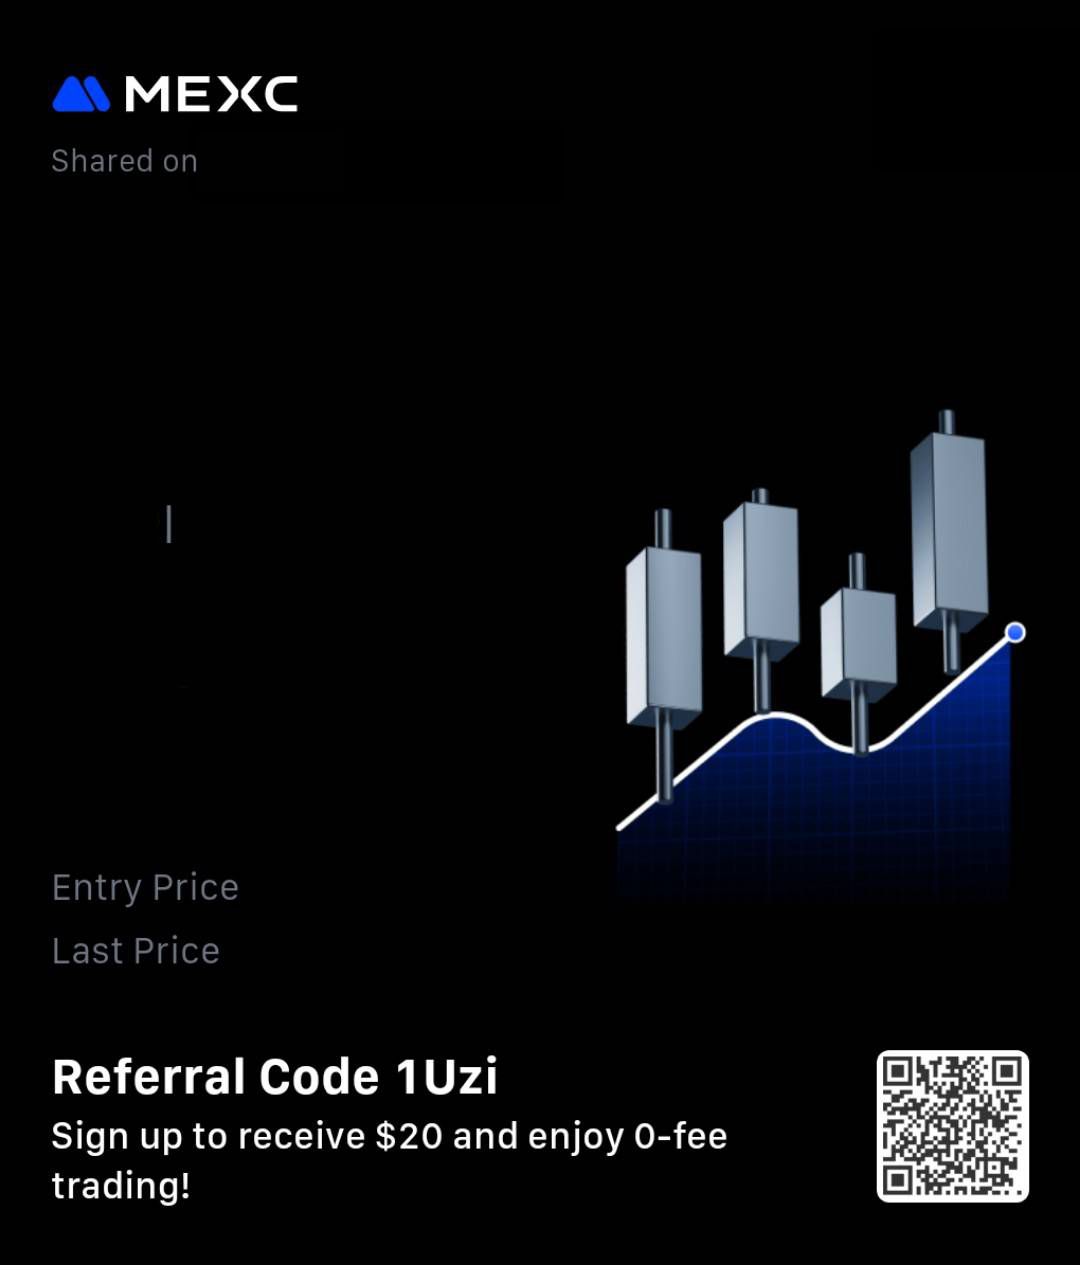 MEXC
Shared on
|
Entry Price
Last Price
Referral Code 1Uzi
Sign up to receive $20 and enjoy 0-fee
trading!